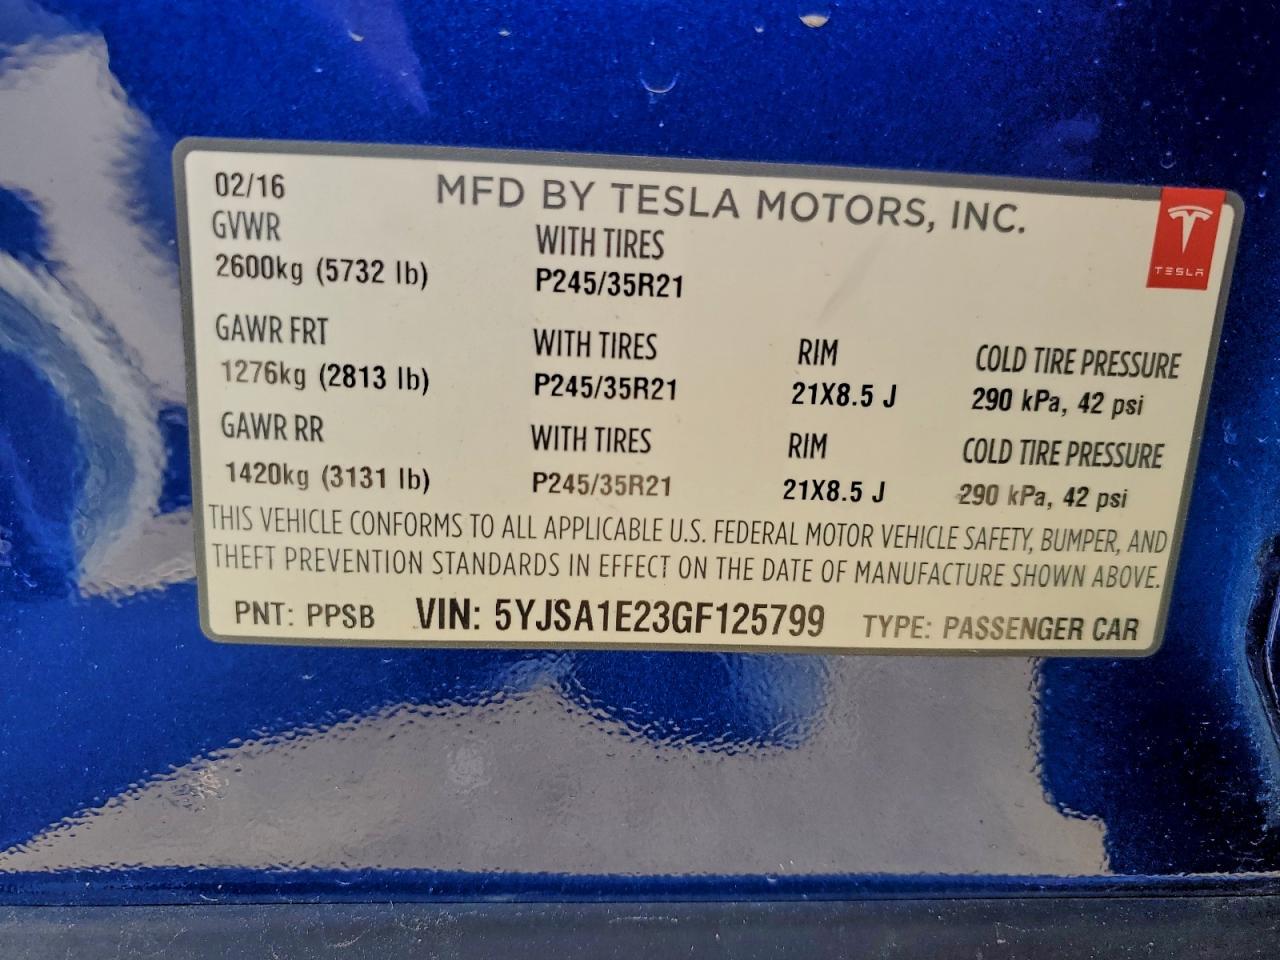 02/16 MFD BY TESLA MOTORS, INC.
TESLA
GVWR WITH TIRES
2600kg (5732 lb) P245/35R21
GAWR FRT WITH TIRES RIM COLD TIRE PRESSURE
1276kg (2813 lb) P245/35R21 21X8.5 J 290 kPa, 42 psi
GAWR RR WITH TIRES RIM COLD TIRE PRESSURE
1420kg (3131 lb) P245/35R21 21X8.5 J 290 kPa, 42 psi
THIS VEHICLE CONFORMS TO ALL APPLICABLE U.S. FEDERAL MOTOR VEHICLE SAFETY, BUMPER, AND
THEFT PREVENTION STANDARDS IN EFFECT ON THE DATE OF MANUFACTURE SHOWN ABOVE.
PNT: PPSB VIN: 5YJSA1E23GF125799 TYPE: PASSENGER CAR